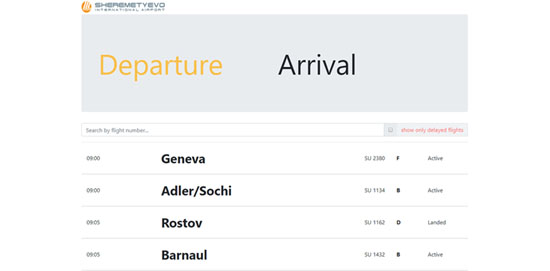 SHEREMETYEVO
INTERNATIONAL AIRPORT
Departure Arrival
Search by flight number... show only delayed flights
09:00 Geneva SU 2380 F Active
09:00 Adler/Sochi SU 1134 B Active
09:05 Rostov SU 1162 D Landed
09:05 Barnaul SU 1432 B Active